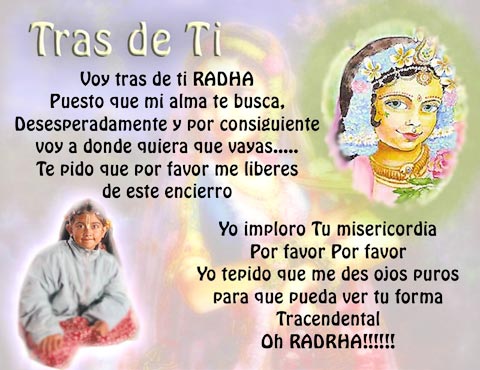 Tras de Ti
Voy tras de ti RADHA
Puesto que mi alma te busca,
Desesperadamente y por consiguiente
voy a donde quiera que vayas.....
Te pido que por favor me liberes
de este encierro
Yo imploro Tu misericordia
Por favor Por favor
Yo tepido que me des ojos puros
para que pueda ver tu forma
Tracendental
Oh RADRHA!!!!!!